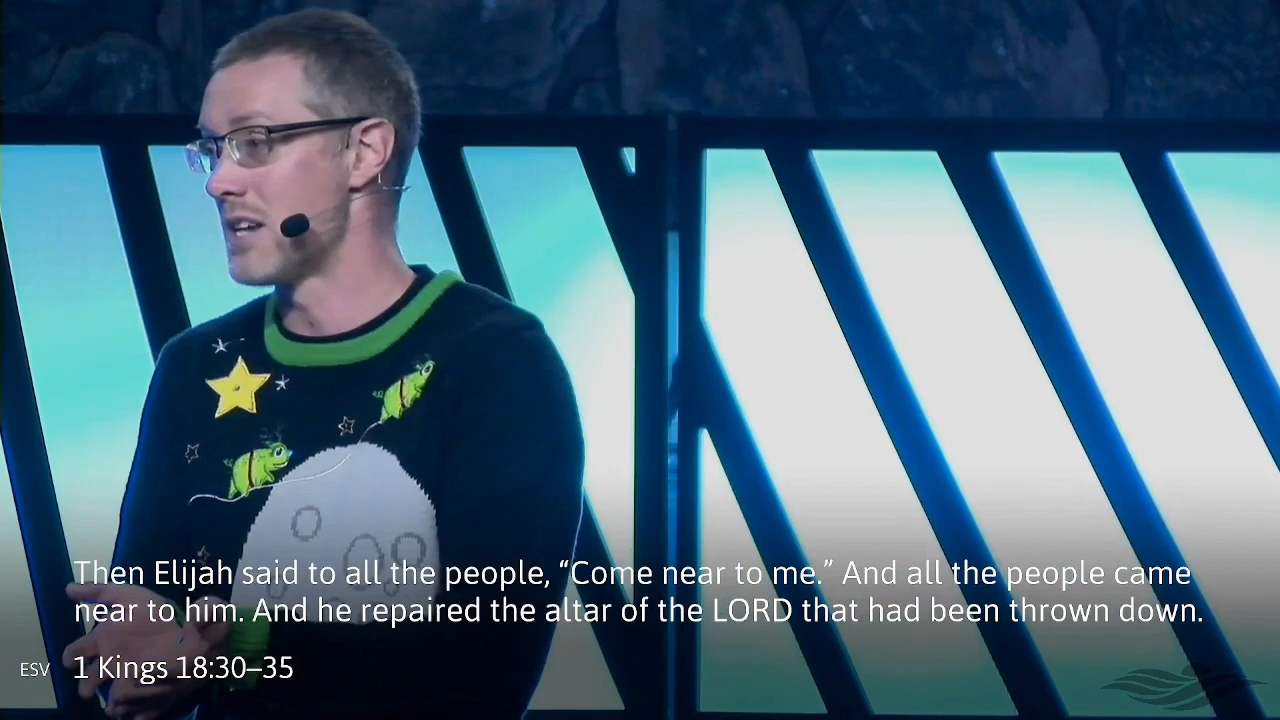 Then Elijah said to all the people, “Come near to me.” And all the people came
near to him. And he repaired the altar of the LORD that had been thrown down.
ESV 1 Kings 18:30–35